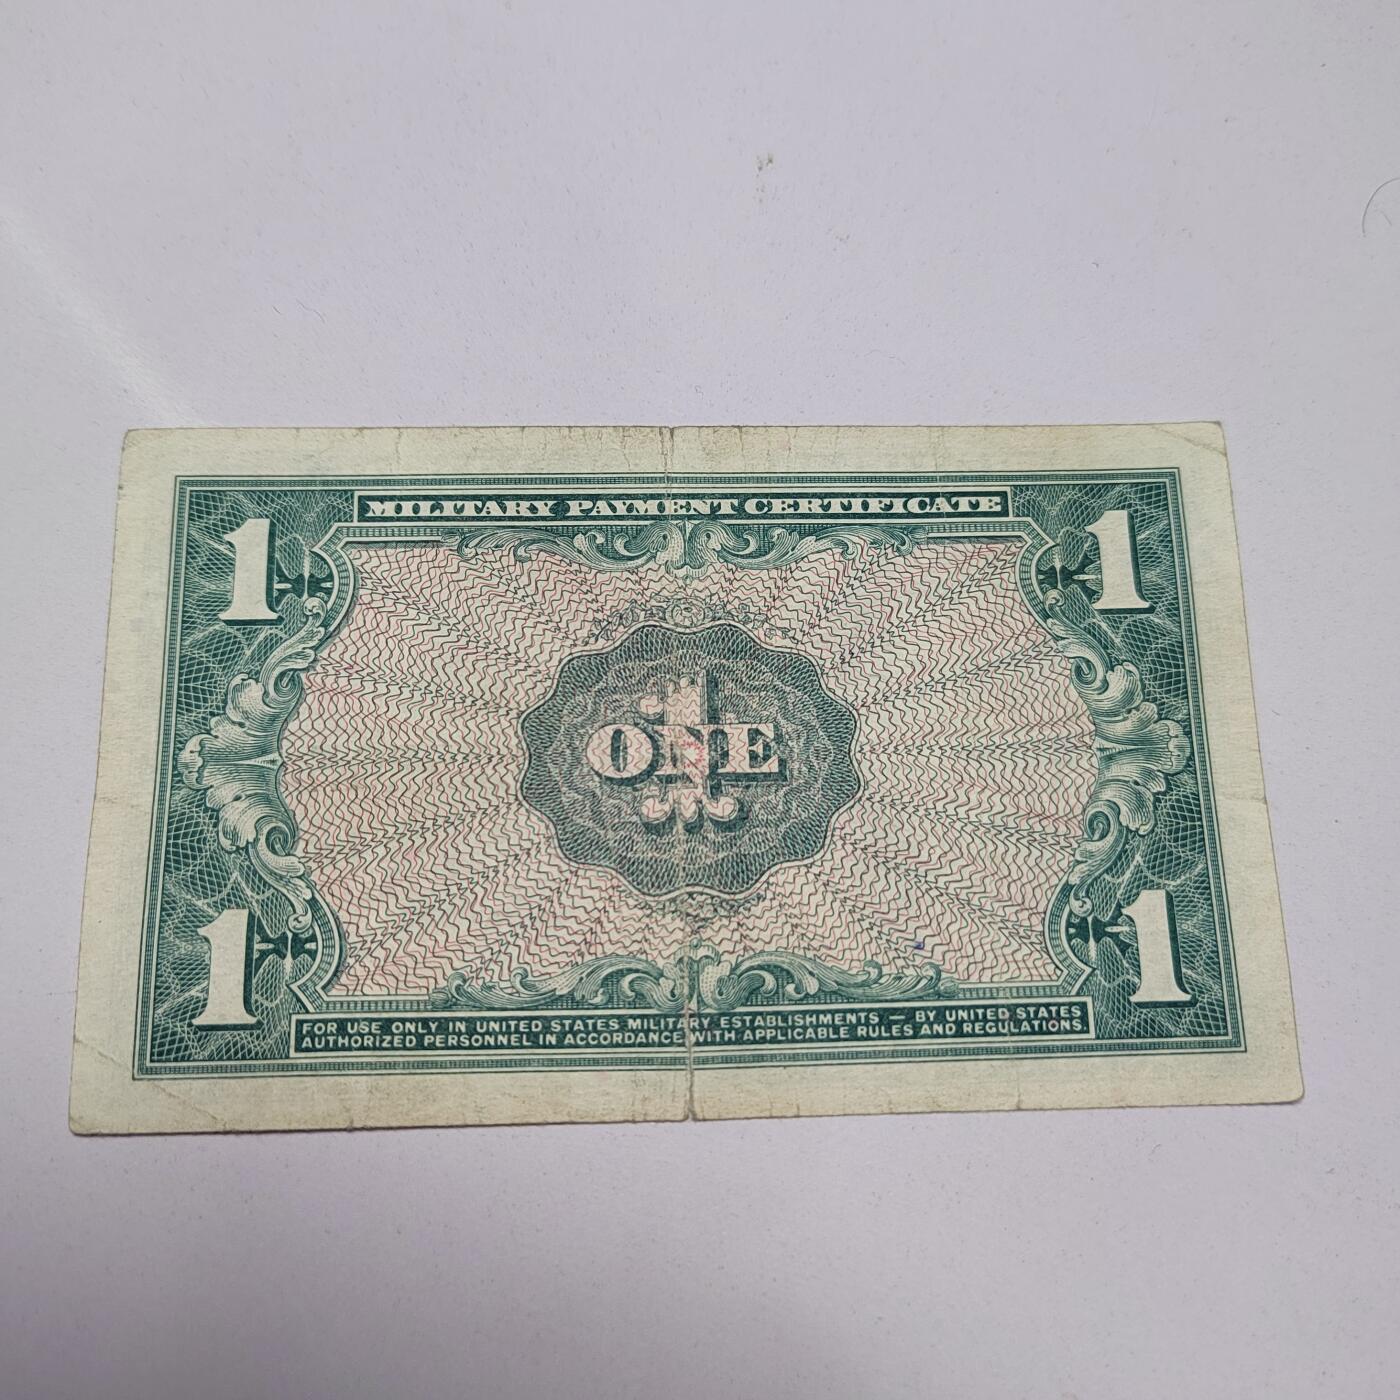 MILITARY PAYMENT CERTIFICATE
1 1
1
ONE
1 1
FOR USE ONLY IN UNITED STATES MILITARY ESTABLISHMENTS — BY UNITED STATES
AUTHORIZED PERSONNEL IN ACCORDANCE WITH APPLICABLE RULES AND REGULATIONS.